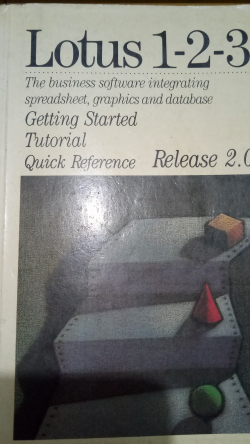 Lotus 1-2-3
The business software integrating
spreadsheet, graphics and database
Getting Started
Tutorial
Quick Reference Release 2.0